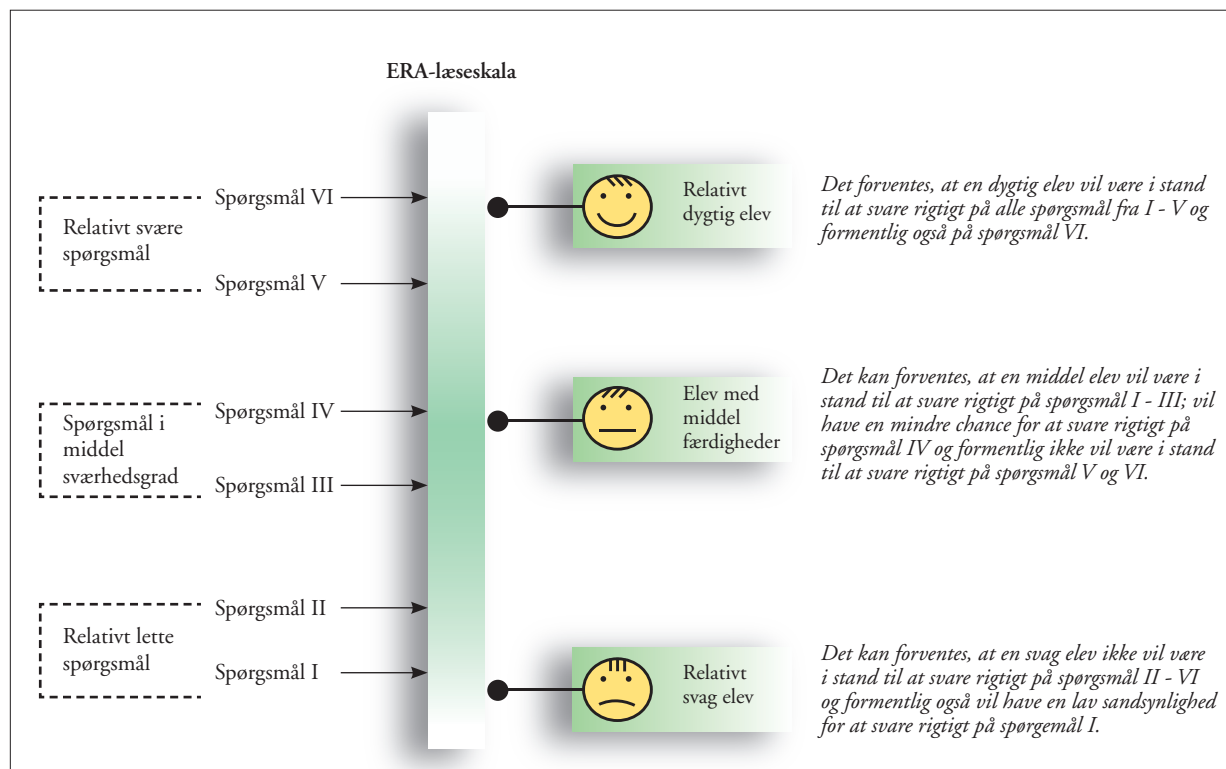 ERA-læseskala
Spørgsmål VI
Relativt svære
spørgsmål
Spørgsmål V
Relativt
dygtig elev
Det forventes, at en dygtig elev vil være i stand
til at svare rigtigt på alle spørgsmål fra I - V og
formentlig også på spørgsmål VI.
Spørgsmål IV
Spørgsmål i
middel
sværhedsgrad
Spørgsmål III
Elev med
middel
færdigheder
Det kan forventes, at en middel elev vil være i
stand til at svare rigtigt på spørgsmål I - III; vil
have en mindre chance for at svare rigtigt på
spørgsmål IV og formentlig ikke vil være i stand
til at svare rigtigt på spørgsmål V og VI.
Spørgsmål II
Relativt lette
spørgsmål
Spørgsmål I
Relativt
svag elev
Det kan forventes, at en svag elev ikke vil være
i stand til at svare rigtigt på spørgsmål II - VI
og formentlig også vil have en lav sandsynlighed
for at svare rigtigt på spørgemål I.